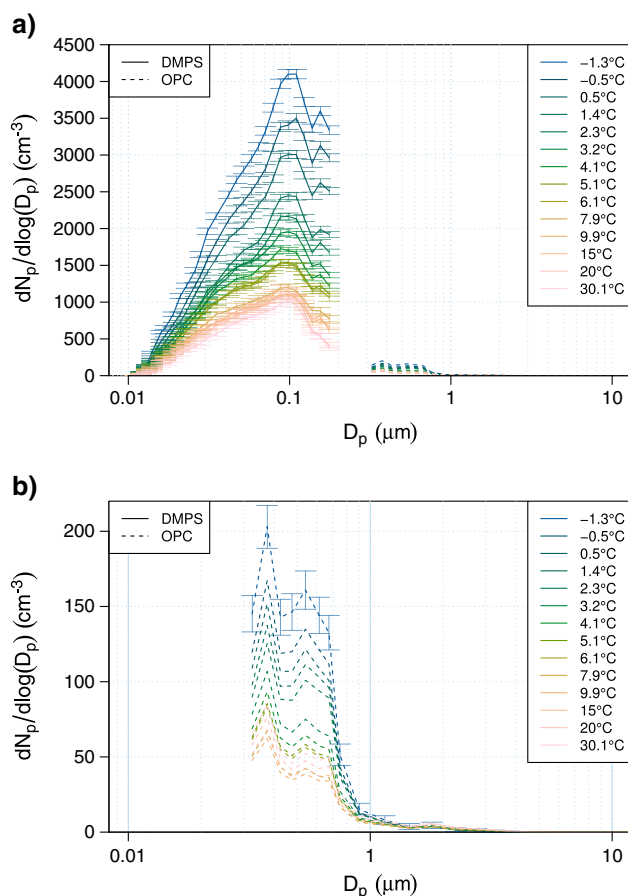 a)
dNp/dlog(Dp) (cm-3)
4500
4000
3500
3000
2500
2000
1500
1000
500
0
DMPS
OPC
−1.3°C
−0.5°C
0.5°C
1.4°C
2.3°C
3.2°C
4.1°C
5.1°C
6.1°C
7.9°C
9.9°C
15°C
20°C
30.1°C
0.01 0.1 1 10
Dp (μm)
b)
dNp/dlog(Dp) (cm-3)
200
150
100
50
0
DMPS
OPC
−1.3°C
−0.5°C
0.5°C
1.4°C
2.3°C
3.2°C
4.1°C
5.1°C
6.1°C
7.9°C
9.9°C
15°C
20°C
30.1°C
0.01 0.1 1 10
Dp (μm)